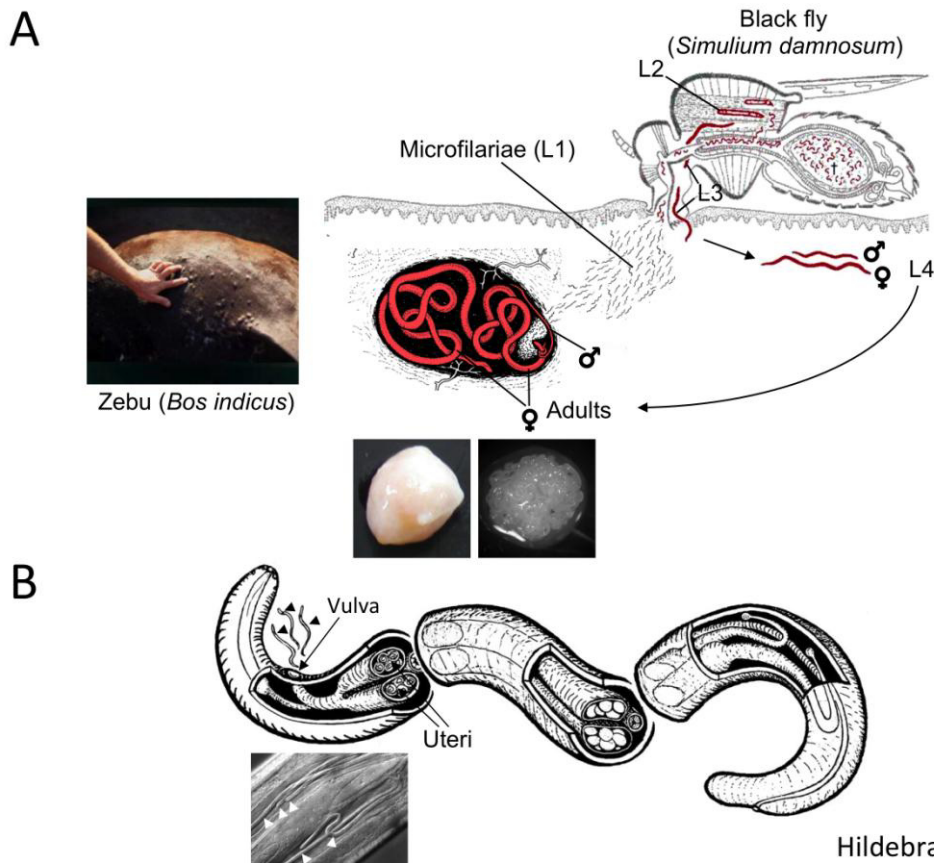 A
Black fly
(Simulium damnosum)
L2
Microfilariae (L1)
L3
♂
♀
L4
♂
♀ Adults
Zebu (Bos indicus)
B
Vulva
Uteri
Hildebra